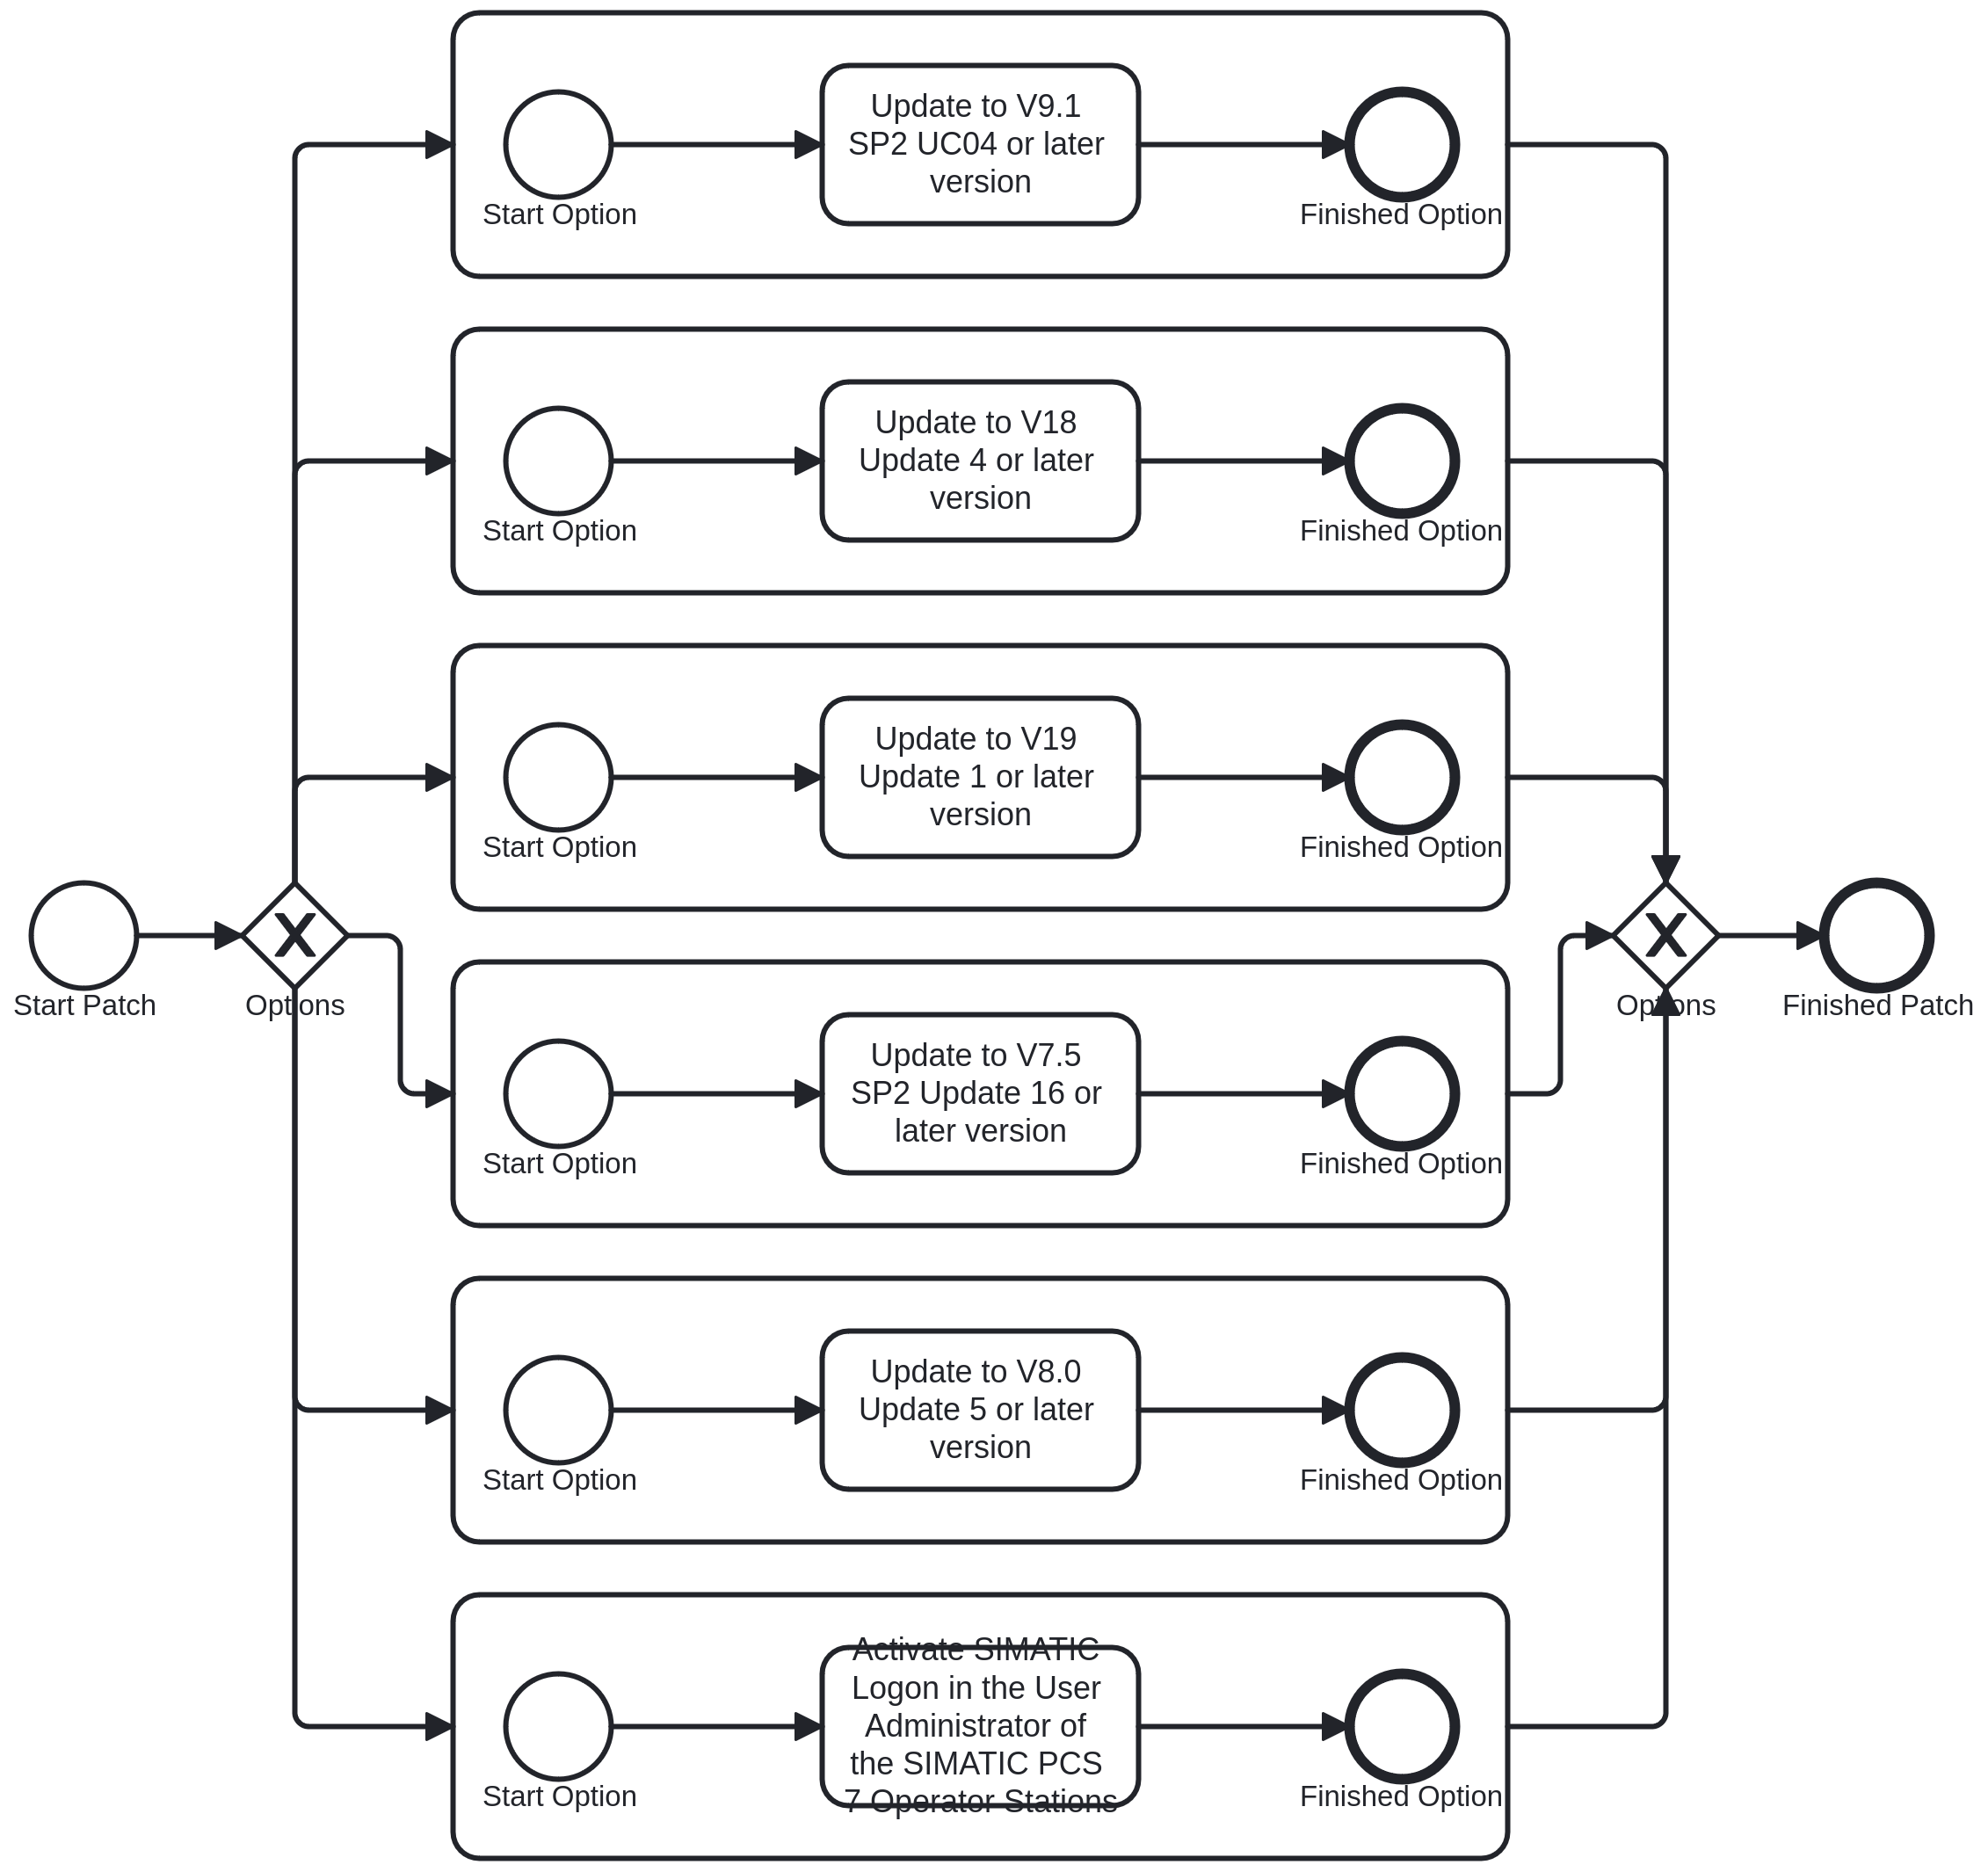 Update to V9.1
SP2 UC04 or later
version
Start Option
Finished Option
Update to V18
Update 4 or later
version
Start Option
Finished Option
Update to V19
Update 1 or later
version
Start Option
Finished Option
X
X
Start Patch
Options
Options
Finished Patch
Update to V7.5
SP2 Update 16 or
later version
Start Option
Finished Option
Update to V8.0
Update 5 or later
version
Start Option
Finished Option
Activate SIMATIC
Logon in the User
Administrator of
the SIMATIC PCS
7 Operator Stations
Start Option
Finished Option